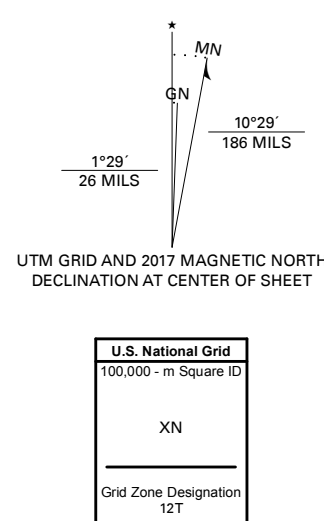 ★
MN
GN
10°29´
186 MILS
1°29´
26 MILS
UTM GRID AND 2017 MAGNETIC NORTH
DECLINATION AT CENTER OF SHEET
U.S. National Grid
100,000 - m Square ID
XN
Grid Zone Designation
12T